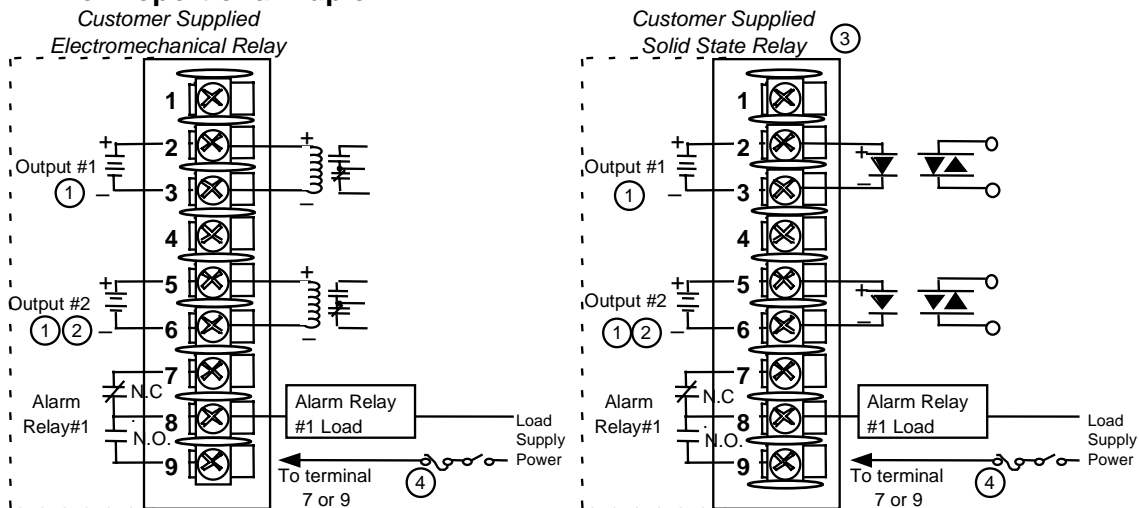 Customer Supplied
Electromechanical Relay
1
2
3
4
5
6
7
8
9
+
Output #1
1
–
+
Output #2
1 2
–
+
–
+
–
Alarm
Relay#1
N.C
N.O.
Alarm Relay
#1 Load
Load
Supply
Power
4
To terminal
7 or 9
Customer Supplied
Solid State Relay
3
1
2
3
4
5
6
7
8
9
+
Output #1
1
–
+
Output #2
1 2
–
+
–
+
–
Alarm
Relay#1
N.C
N.O.
Alarm Relay
#1 Load
Load
Supply
Power
4
To terminal
7 or 9